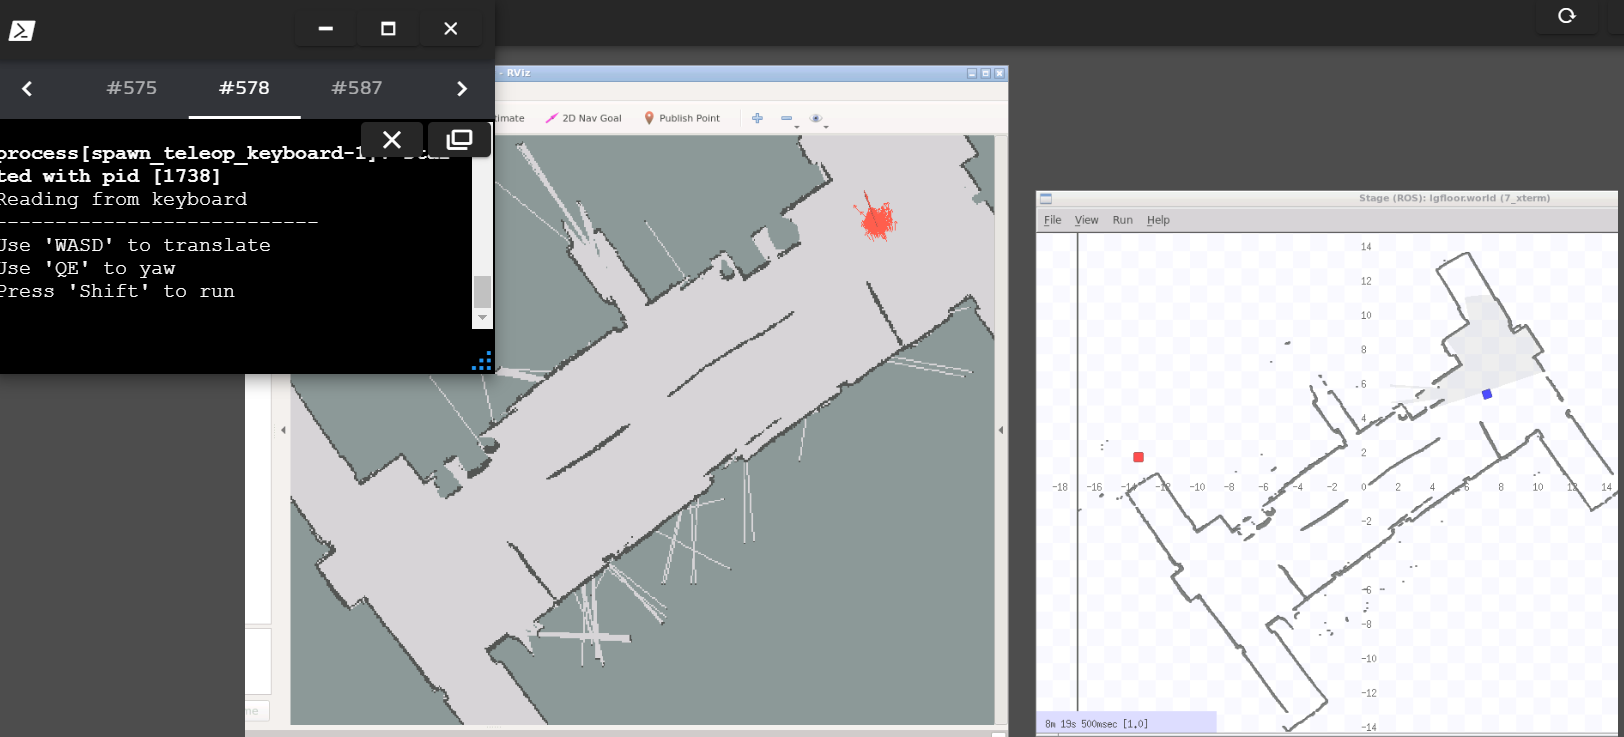 #575 #578 #587
process[spawn_teleop_keyboard-1]: star
ted with pid [1738]
Reading from keyboard
---------------------------
Use 'WASD' to translate
Use 'QE' to yaw
Press 'Shift' to run
- RViz
imate 2D Nav Goal Publish Point
me
Stage (ROS): lgfloor.world (7_xterm)
File View Run Help
14
12
10
8
6
4
2
-18 -16 -14 -12 -10 -8 -6 -4 -2 0 2 4 6 8 10 12 14
-2
-6
-8
-10
-12
-14
8m 19s 500msec [1.0]